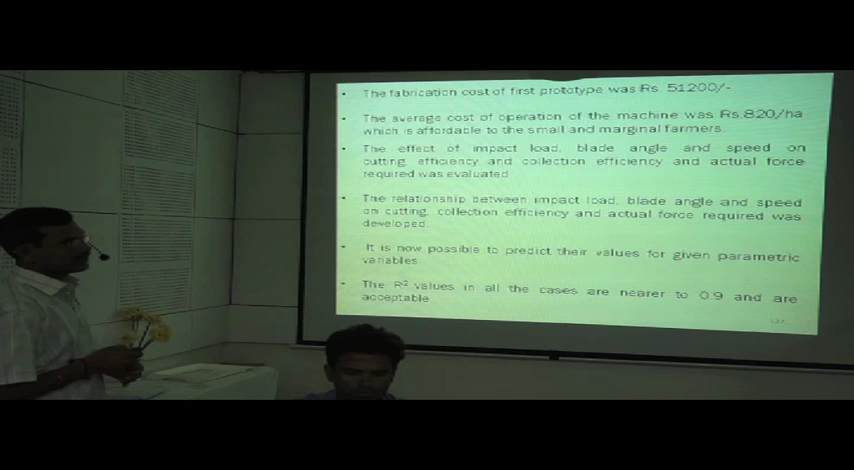 • The fabrication cost of first prototype was Rs. 51200/-
• The average cost of operation of the machine was Rs.820/ha
which is affordable to the small and marginal farmers.
• The effect of impact load, blade angle and speed on
cutting, efficiency and collection efficiency and actual force
required was evaluated
• The relationship between impact load, blade angle and speed
on cutting, collection efficiency and actual force required was
developed.
• It is now possible to predict their values for given parametric
variables.
• The R² values in all the cases are nearer to 0.9 and are
acceptable.